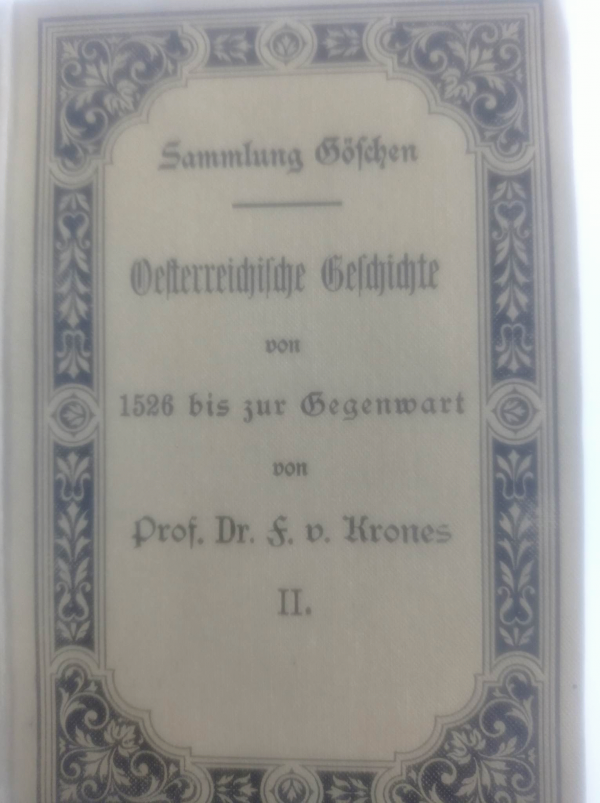 Sammlung Göschen
Oesterreichische Geschichte
von
1526 bis zur Gegenwart
von
Prof. Dr. F. v. Krones
II.